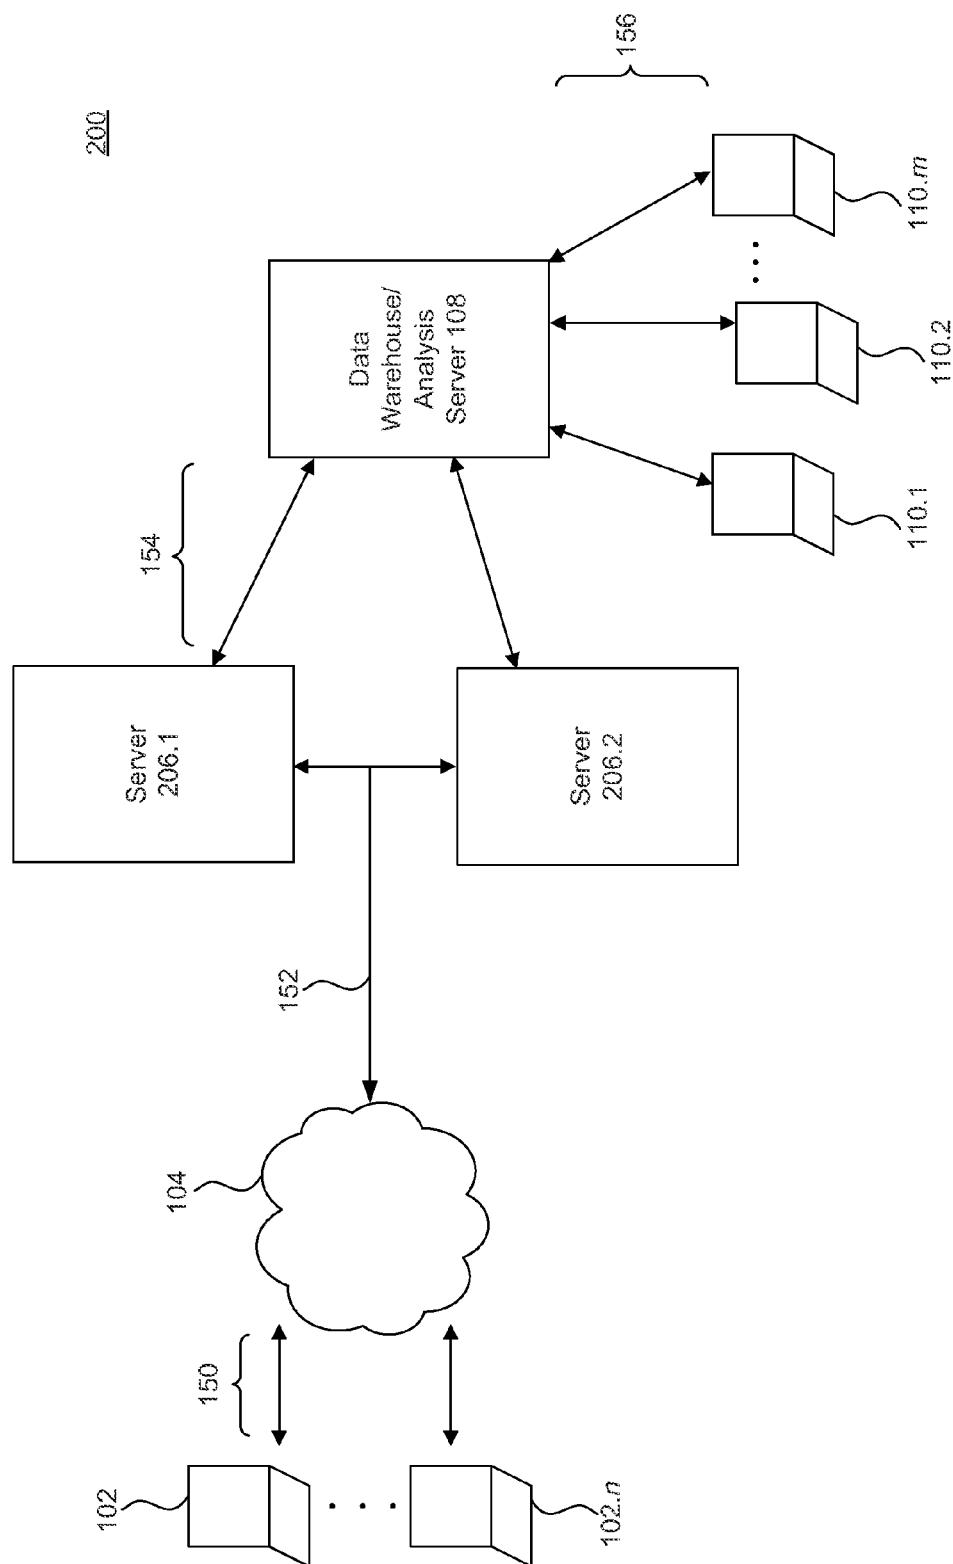 200
102
102.n
150
104
152
Server
206.1
Server
206.2
154
Data
Warehouse/
Analysis
Server 108
156
110.1
110.2
110.m